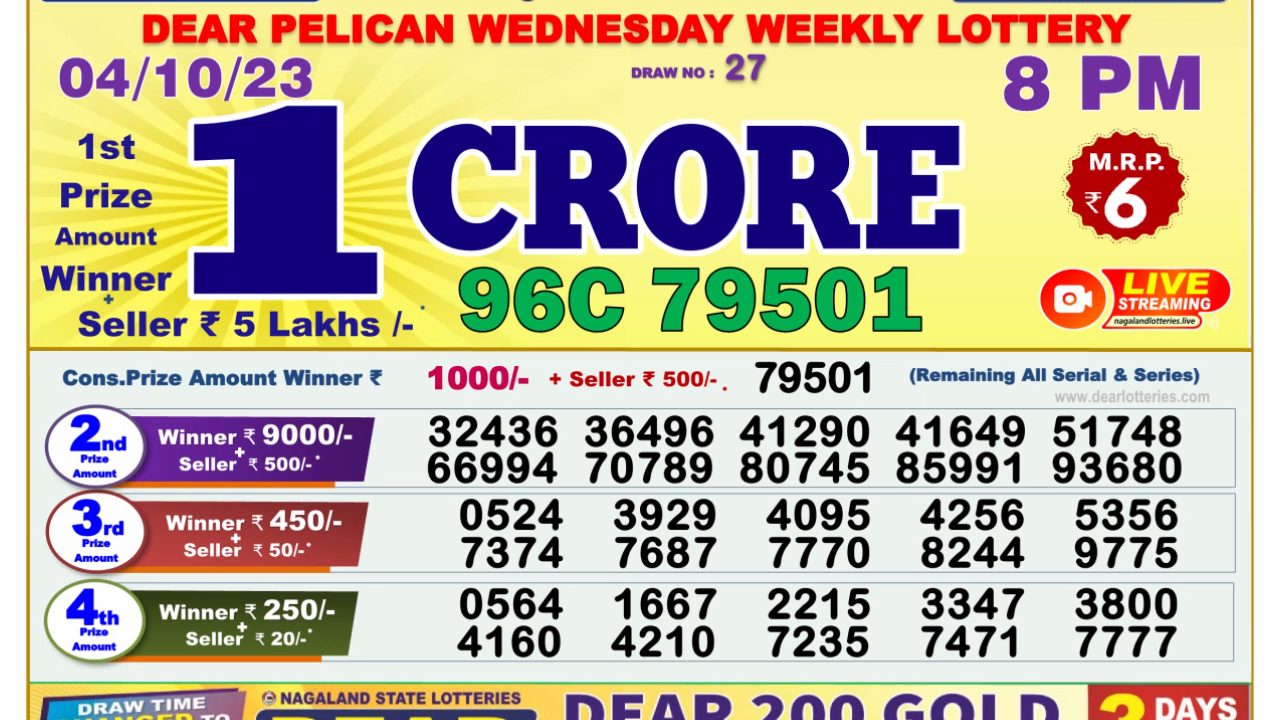 DEAR PELICAN WEDNESDAY WEEKLY LOTTERY
04/10/23
DRAW NO : 27
8 PM
1st
Prize
Amount
Winner
+
Seller ₹ 5 Lakhs /- *
1 CRORE
96C 79501
M.R.P.
₹ 6
LIVE
STREAMING
nagalandlotteries.live
Cons.Prize Amount Winner ₹ 1000/- + Seller ₹ 500/- . 79501 (Remaining All Serial & Series)
www.dearlotteries.com
2nd
Prize
Amount
Winner ₹ 9000/-
+
Seller ₹ 500/- *
32436 36496 41290 41649 51748
66994 70789 80745 85991 93680
3rd
Prize
Amount
Winner ₹ 450/-
+
Seller ₹ 50/- *
0524 3929 4095 4256 5356
7374 7687 7770 8244 9775
4th
Prize
Amount
Winner ₹ 250/-
+
Seller ₹ 20/- *
0564 1667 2215 3347 3800
4160 4210 7235 7471 7777
DRAW TIME
NAGALAND STATE LOTTERIES
DEAR 200 GOLD
DAYS